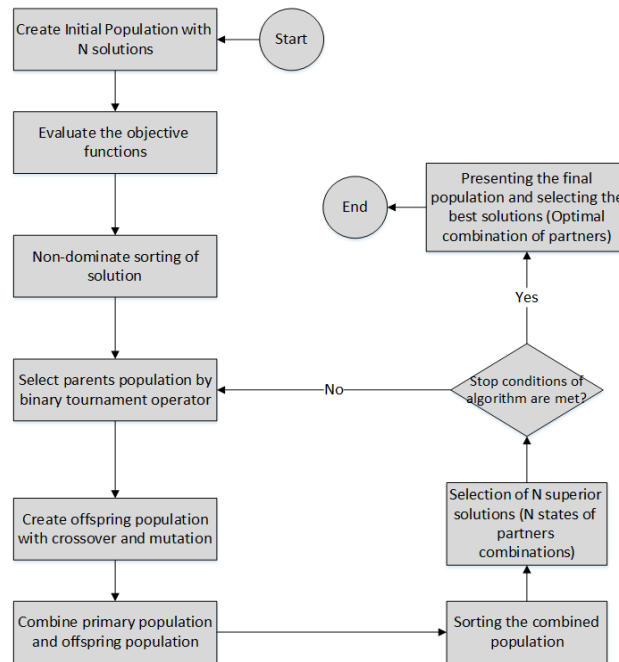 Create Initial Population with
N solutions
Start
Evaluate the objective
functions
Non-dominate sorting of
solution
Select parents population by
binary tournament operator
Create offspring population
with crossover and mutation
Combine primary population
and offspring population
Sorting the combined
population
Selection of N superior
solutions (N states of
partners
combinations)
Stop conditions of
algorithm are met?
No
Yes
Presenting the final
population and selecting the
best solutions (Optimal
combination of partners)
End